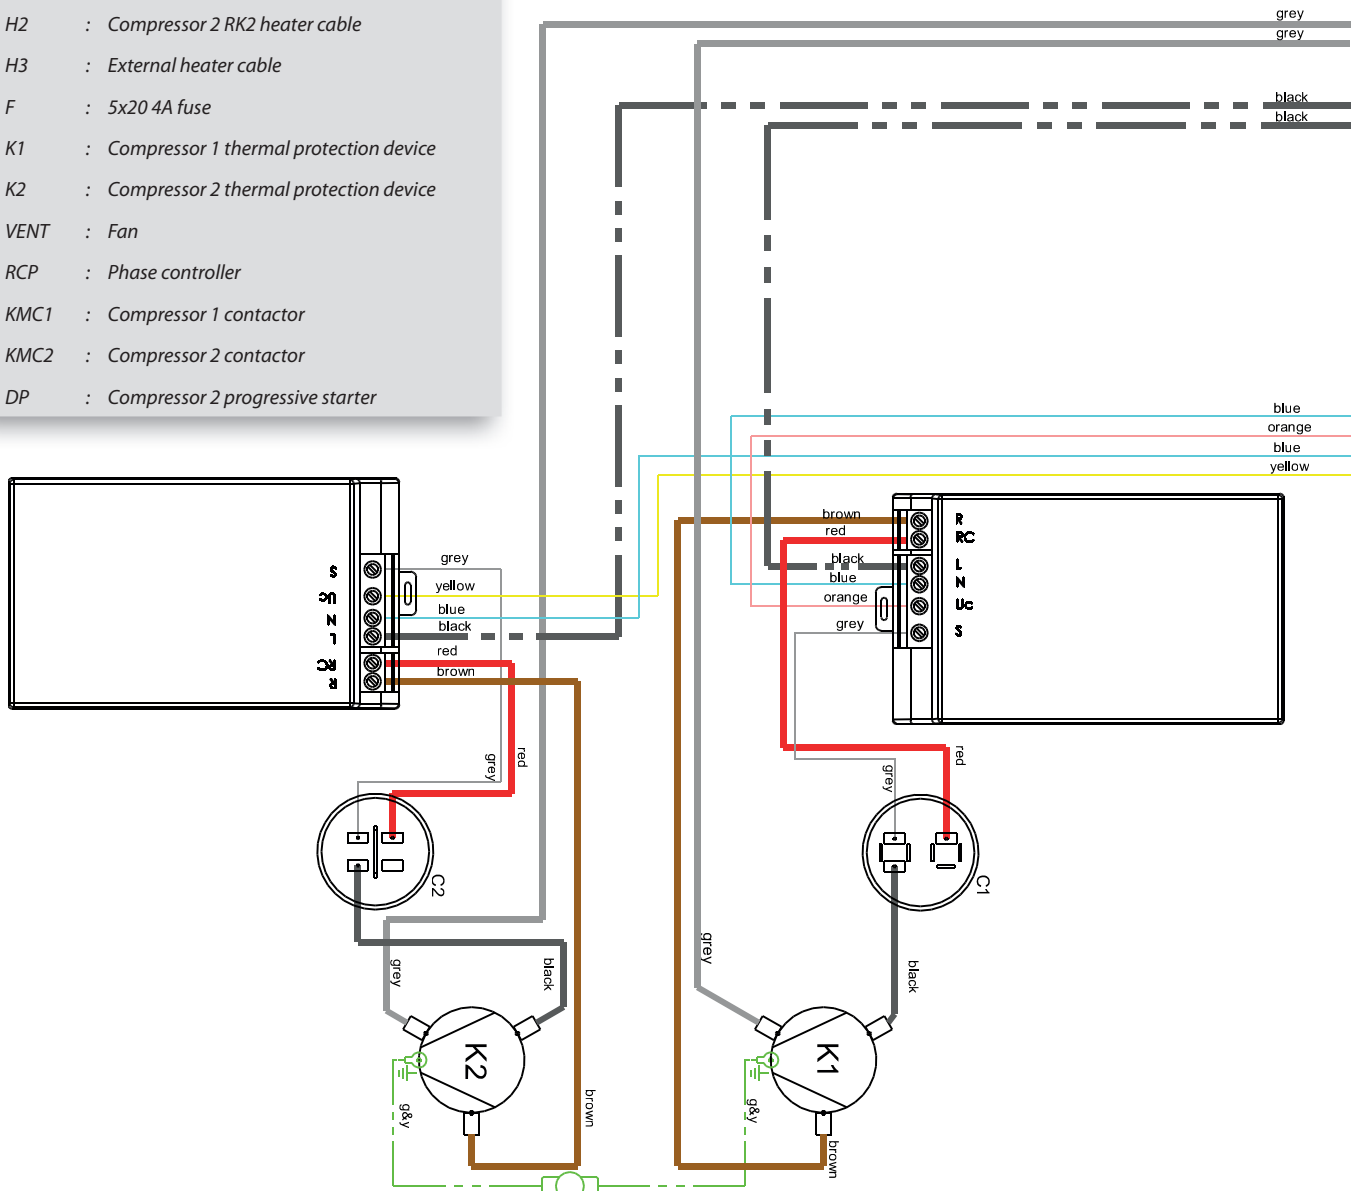 H2 : Compressor 2 RK2 heater cable
H3 : External heater cable
F : 5x20 4A fuse
K1 : Compressor 1 thermal protection device
K2 : Compressor 2 thermal protection device
VENT : Fan
RCP : Phase controller
KMC1 : Compressor 1 contactor
KMC2 : Compressor 2 contactor
DP : Compressor 2 progressive starter
grey
grey
black
black
blue
orange
blue
yellow
S
Uc
N
L
RC
R
grey
yellow
blue
black
red
brown
brown
red
black
blue
orange
grey
R
RC
L
N
Uc
S
grey
red
grey
red
C2
C1
grey
black
grey
black
K2
K1
g&y
brown
g&y
brown